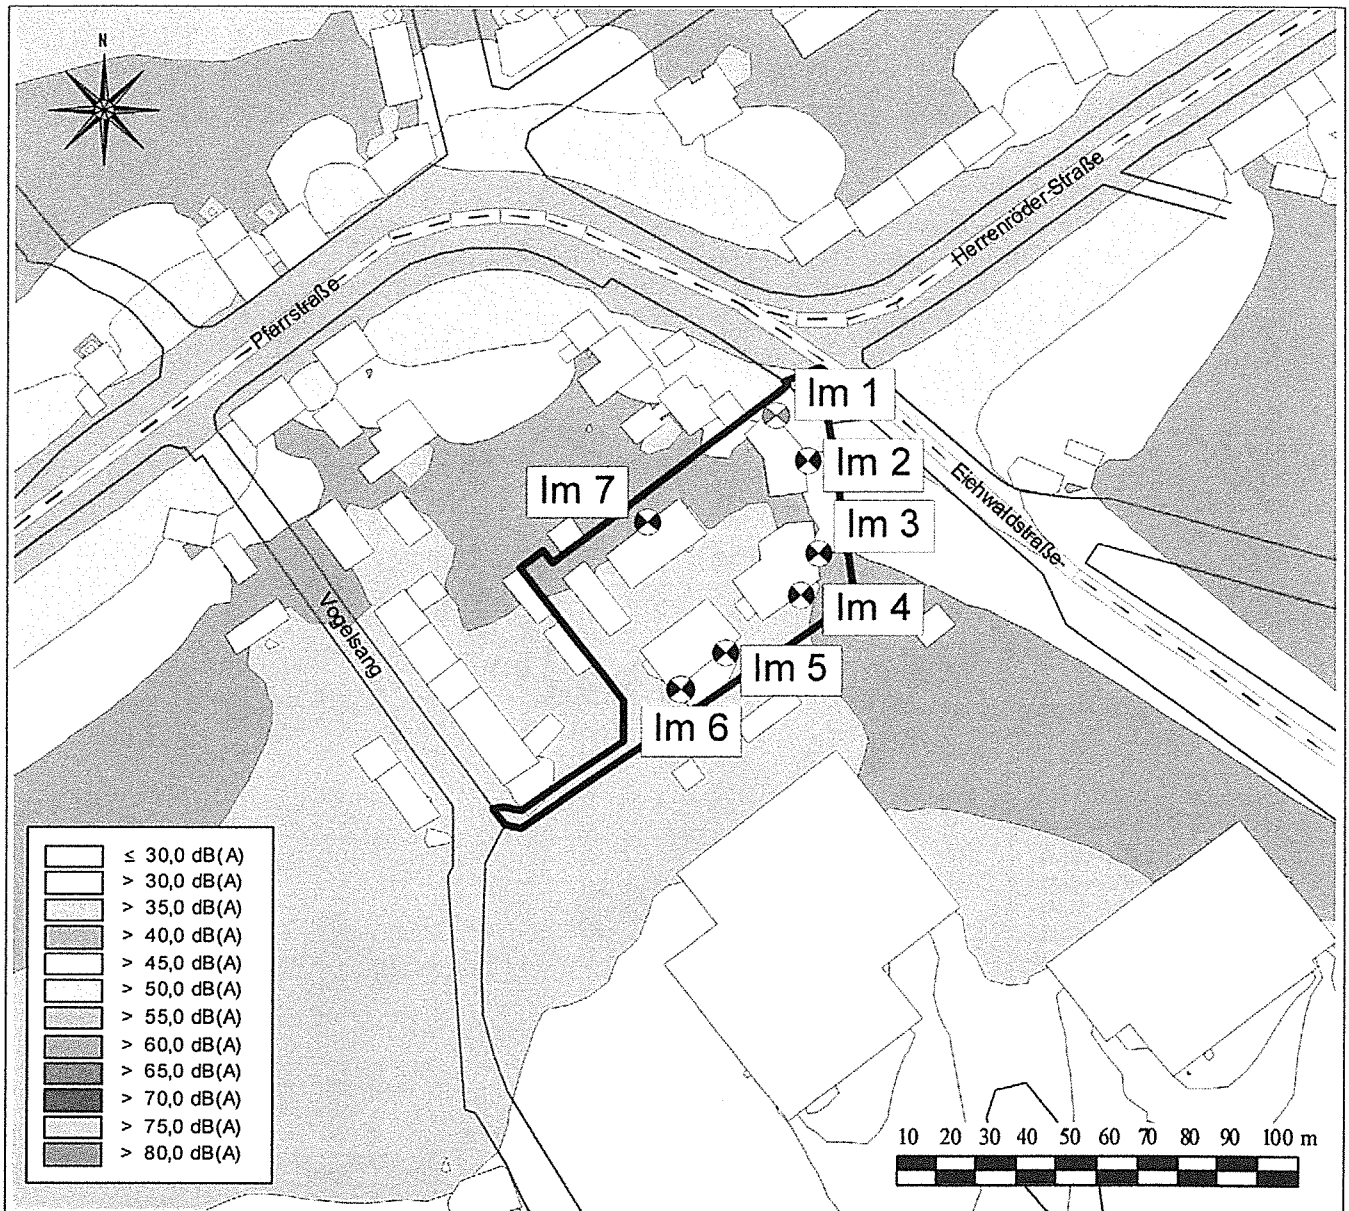 N
Herrenröder-Straße
Pfarrstraße
Im 1
Im 2
Eichwaldstraße
Im 7
Im 3
Im 4
Vogelsang
Im 5
Im 6
≤ 30,0 dB(A)
> 30,0 dB(A)
> 35,0 dB(A)
> 40,0 dB(A)
> 45,0 dB(A)
> 50,0 dB(A)
> 55,0 dB(A)
> 60,0 dB(A)
> 65,0 dB(A)
> 70,0 dB(A)
> 75,0 dB(A)
> 80,0 dB(A)
10 20 30 40 50 60 70 80 90 100 m